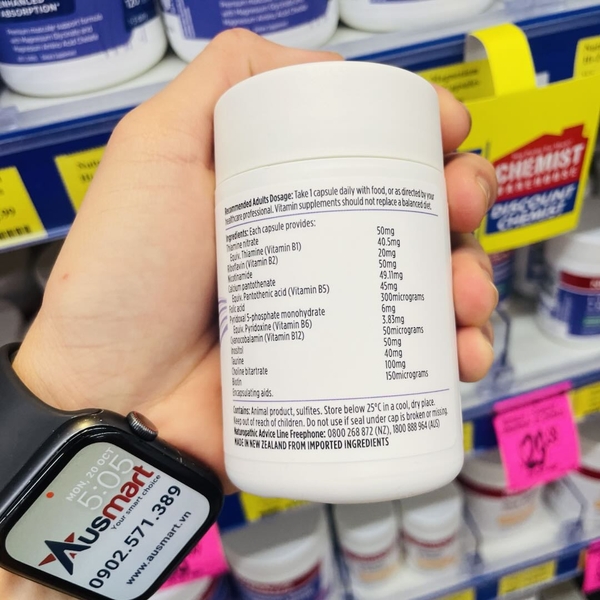 ENHANCED
ABSORPTION*
CHEMIST
WAREHOUSE
DISCOUNT
CHEMIST
Recommended Adults Dosage: Take 1 capsule daily with food, or as directed by your
healthcare professional. Vitamin supplements should not replace a balanced diet.
Ingredients: Each capsule provides:
Thiamine nitrate 50mg
Equiv. Thiamine (Vitamin B1) 40.5mg
Riboflavin (Vitamin B2) 20mg
Nicotinamide 50mg
Calcium pantothenate 49.11mg
Equiv. Pantothenic acid (Vitamin B5) 45mg
Folic acid 300micrograms
Pyridoxal 5-phosphate monohydrate 6mg
Equiv. Pyridoxine (Vitamin B6) 3.83mg
Cyanocobalamin (Vitamin B12) 50micrograms
Inositol 50mg
Taurine 40mg
Choline bitartrate 100mg
Biotin 150micrograms
Encapsulating aids.
Contains: Animal product, sulfites. Store below 25°C in a cool, dry place.
Keep out of reach of children. Do not use if seal under cap is broken or missing.
Naturopathic Advice Line Freephone: 0800 268 872 (NZ), 1800 888 964 (AUS)
MADE IN NEW ZEALAND FROM IMPORTED INGREDIENTS
MON, 20 OCT
5:05
Ausmart
Your smart choice
0902.571.389
www.ausmart.vn